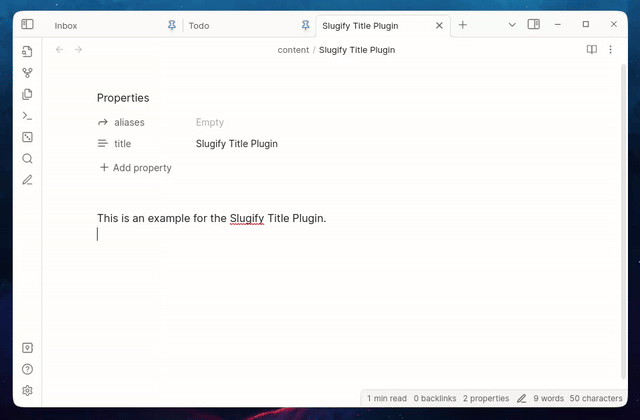 Inbox
Todo
Slugify Title Plugin
content / Slugify Title Plugin
Properties
aliases Empty
title Slugify Title Plugin
Add property
This is an example for the Slugify Title Plugin.
1 min read 0 backlinks 2 properties 9 words 50 characters